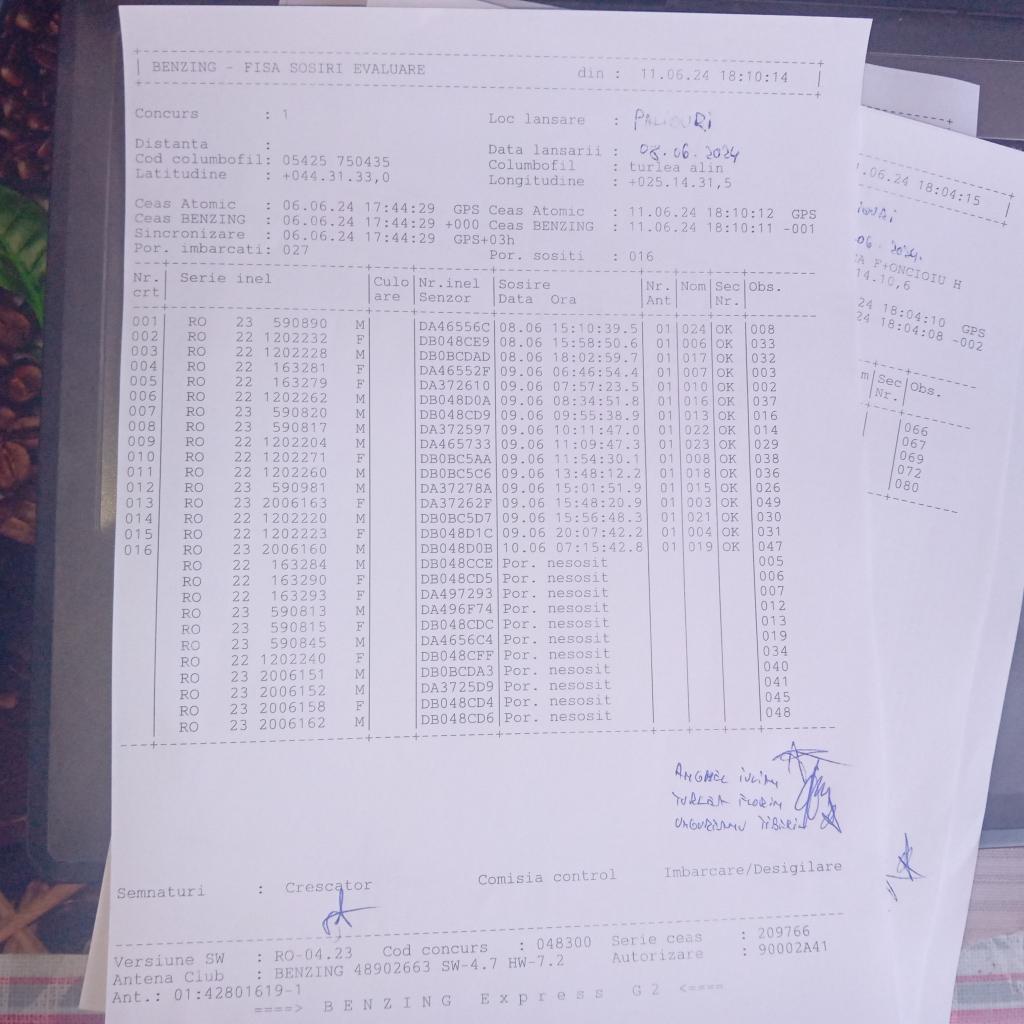 BENZING - FISA SOSIRI EVALUARE din : 11.06.24 18:10:14
Concurs : 1 Loc lansare : PALIOURI
Distanta : Data lansarii : 08.06.2024
Cod columbofil: 05425 750435 Columbofil : turlea alin
Latitudine : +044.31.33,0 Longitudine : +025.14.31,5
Ceas Atomic : 06.06.24 17:44:29 GPS Ceas Atomic : 11.06.24 18:10:12 GPS
Ceas BENZING : 06.06.24 17:44:29 +000 Ceas BENZING : 11.06.24 18:10:11 -001
Sincronizare : 06.06.24 17:44:29 GPS+03h
Por. imbarcati: 027 Por. sositi : 016
Nr. Serie inel Culo Nr.inel Sosire Nr. Nom Sec Obs.
crt are Senzor Data Ora Ant Nr.
001 RO 23 590890 M DA46556C 08.06 15:10:39.5 01 024 OK 008
002 RO 22 1202232 F DB048CE9 08.06 15:58:50.6 01 006 OK 033
003 RO 22 1202228 M DB0BCDAD 08.06 18:02:59.7 01 017 OK 032
004 RO 22 163281 F DA46552F 09.06 06:46:54.4 01 007 OK 003
005 RO 22 163279 F DA372610 09.06 07:57:23.5 01 010 OK 002
006 RO 22 1202262 M DB048D0A 09.06 08:34:51.8 01 016 OK 037
007 RO 23 590820 M DB048CD9 09.06 09:55:38.9 01 013 OK 016
008 RO 23 590817 M DA372597 09.06 10:11:47.0 01 022 OK 014
009 RO 22 1202204 M DA465733 09.06 11:09:47.3 01 023 OK 029
010 RO 22 1202271 F DB0BC5AA 09.06 11:54:30.1 01 008 OK 038
011 RO 22 1202260 M DB0BC5C6 09.06 13:48:12.2 01 018 OK 036
012 RO 23 590981 M DA37278A 09.06 15:01:51.9 01 015 OK 026
013 RO 23 2006163 F DA37262F 09.06 15:48:20.9 01 003 OK 049
014 RO 22 1202220 M DB0BC5D7 09.06 15:56:48.3 01 021 OK 030
015 RO 22 1202223 F DB048D1C 09.06 20:07:42.2 01 004 OK 031
016 RO 23 2006160 M DB048D0B 10.06 07:15:42.8 01 019 OK 047
RO 22 163284 M DB048CCE Por. nesosit 005
RO 22 163290 F DB048CD5 Por. nesosit 006
RO 22 163293 F DA497293 Por. nesosit 007
RO 23 590813 M DA496F74 Por. nesosit 012
RO 23 590815 F DB048CDC Por. nesosit 013
RO 23 590845 M DA4656C4 Por. nesosit 019
RO 22 1202240 F DB048CFF Por. nesosit 034
RO 23 2006151 M DB0BCDA3 Por. nesosit 040
RO 23 2006152 M DA3725D9 Por. nesosit 041
RO 23 2006158 F DB048CD4 Por. nesosit 045
RO 23 2006162 M DB048CD6 Por. nesosit 048
ANGHEL IULIAN
TURLEA FLORIN
UNGUREANU TIBERIU
Semnaturi : Crescator Comisia control Imbarcare/Desigilare
Versiune SW : RO-04.23 Cod concurs : 048300 Serie ceas : 209766
Antena Club : BENZING 48902663 SW-4.7 HW-7.2 Autorizare : 90002A41
Ant.: 01:42801619-1
====> BENZING Express G2 <====
.06.24 18:04:15
06.2024
F+ONCIOIU H
14.10,6
24 18:04:10 GPS
24 18:04:08 -002
m Sec Obs.
Nr.
066
067
069
072
080